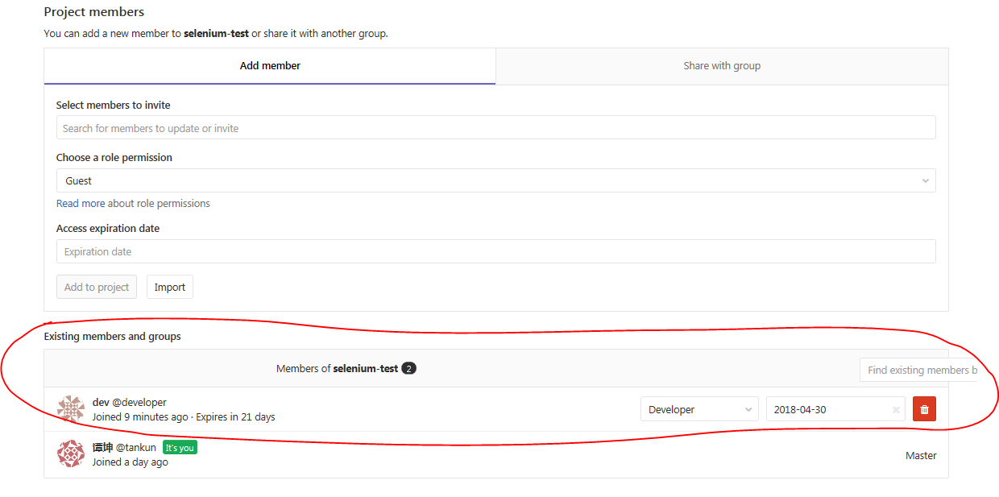 Project members
You can add a new member to selenium-test or share it with another group.
Add member
Share with group
Select members to invite
Search for members to update or invite
Choose a role permission
Guest
Read more about role permissions
Access expiration date
Expiration date
Add to project
Import
Existing members and groups
Members of selenium-test 2
Find existing members b
dev @developer
Joined 9 minutes ago · Expires in 21 days
Developer
2018-04-30
谭坤 @tankun It's you
Joined a day ago
Master